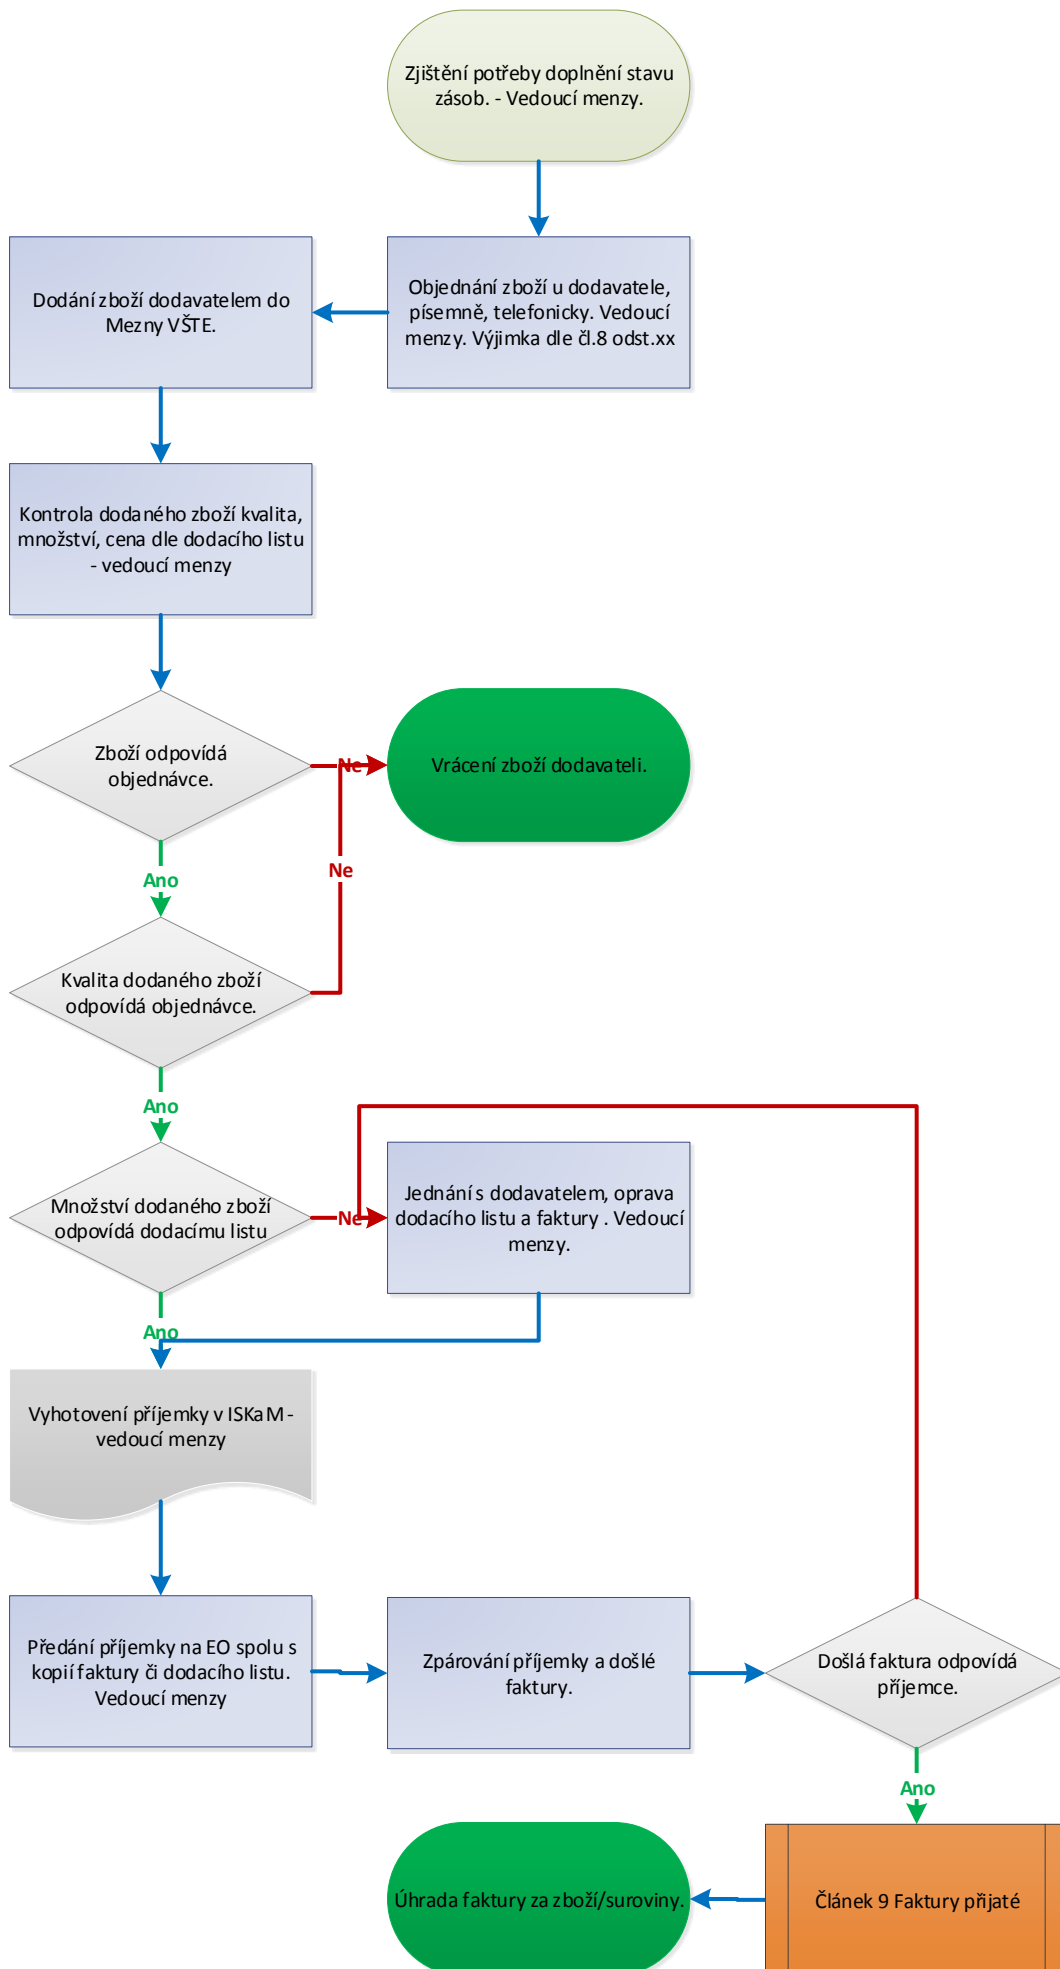 Zjištění potřeby doplnění stavu
zásob. - Vedoucí menzy.
Objednání zboží u dodavatele,
písemně, telefonicky. Vedoucí
menzy. Výjimka dle čl.8 odst.xx
Dodání zboží dodavatelem do
Mezny VŠTE.
Kontrola dodaného zboží kvalita,
množství, cena dle dodacího listu
- vedoucí menzy
Zboží odpovídá
objednávce.
Ne
Vrácení zboží dodavateli.
Ano
Ne
Kvalita dodaného zboží
odpovídá objednávce.
Ano
Množství dodaného zboží
odpovídá dodacímu listu
Ne
Jednání s dodavatelem, oprava
dodacího listu a faktury . Vedoucí
menzy.
Ano
Vyhotovení příjemky v ISKaM -
vedoucí menzy
Předání příjemky na EO spolu s
kopií faktury či dodacího listu.
Vedoucí menzy
Zpárování příjemky a došlé
faktury.
Došlá faktura odpovídá
příjemce.
Ano
Článek 9 Faktury přijaté
Úhrada faktury za zboží/suroviny.